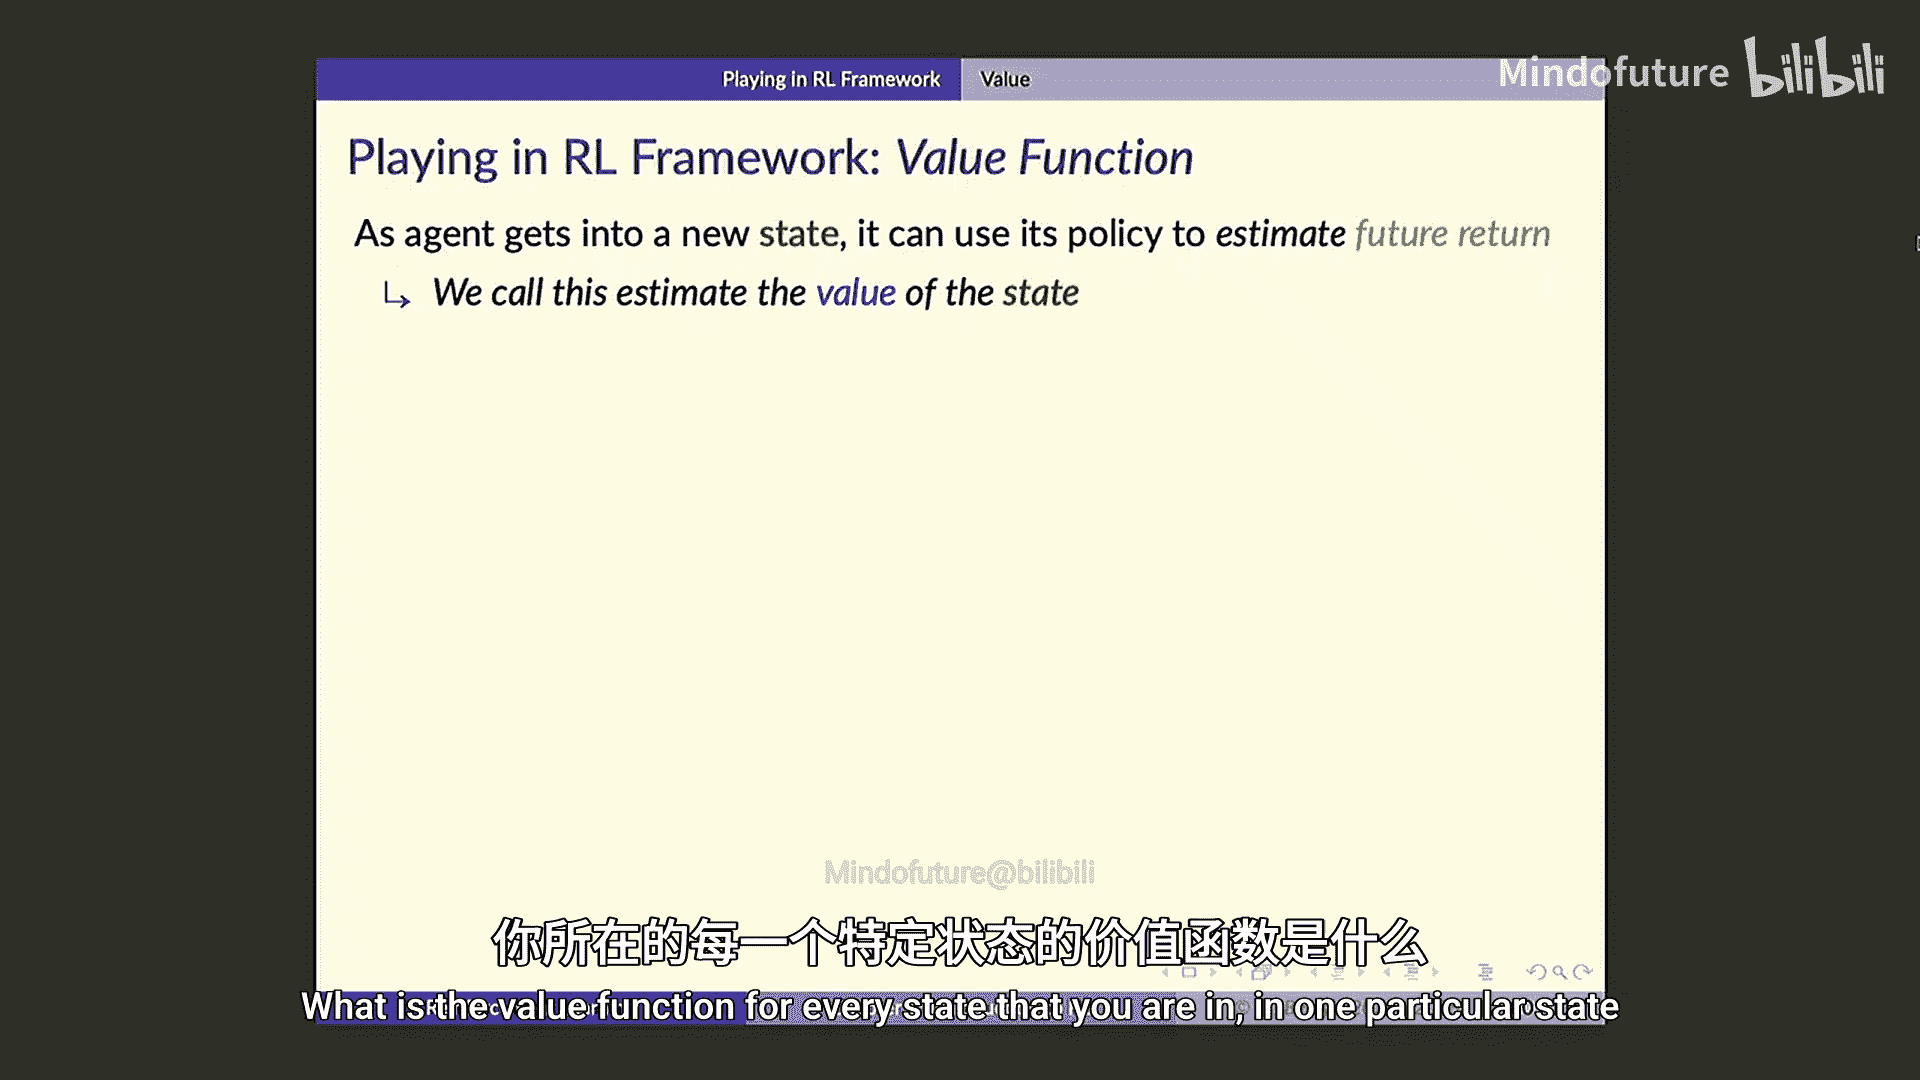 Playing in RL Framework Value
Mindofuture bilibili
Playing in RL Framework: Value Function
As agent gets into a new state, it can use its policy to estimate future return
↳ We call this estimate the value of the state
Mindofuture@bilibili
你所在的每一个特定状态的价值函数是什么
What is the value function for every state that you are in, in one particular state